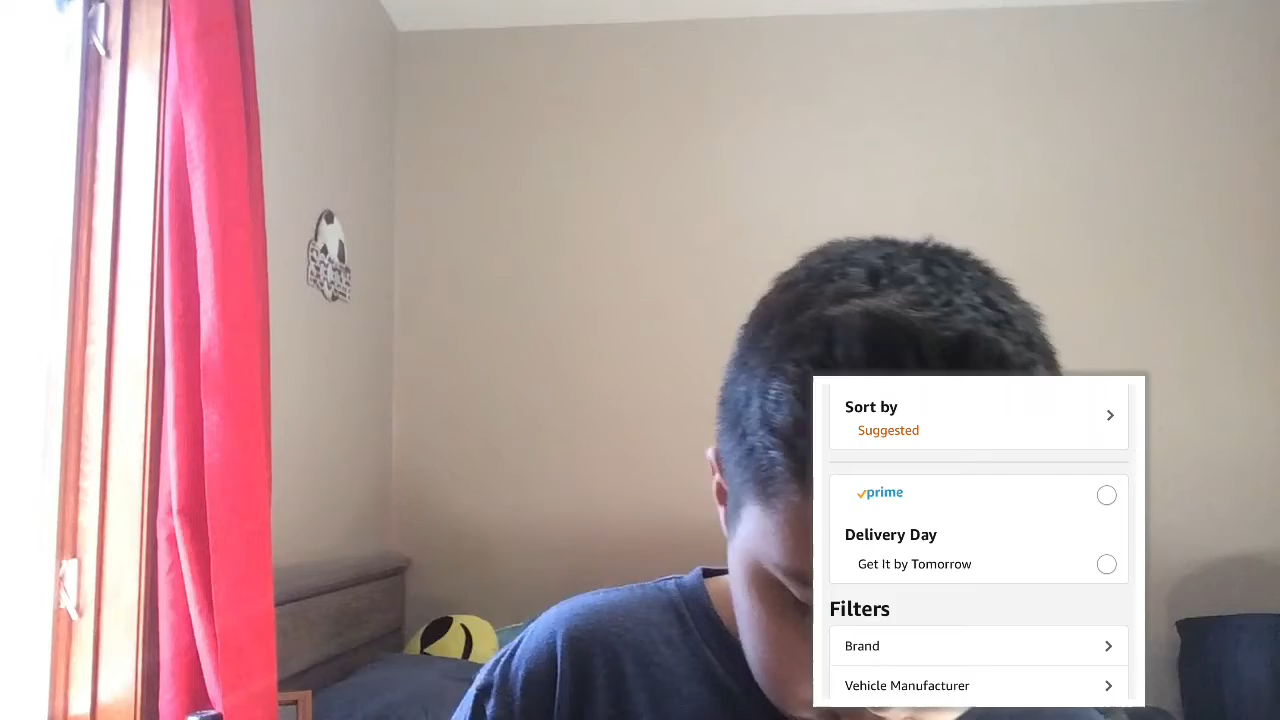 Sort by
Suggested
prime
Delivery Day
Get It by Tomorrow
Filters
Brand
Vehicle Manufacturer